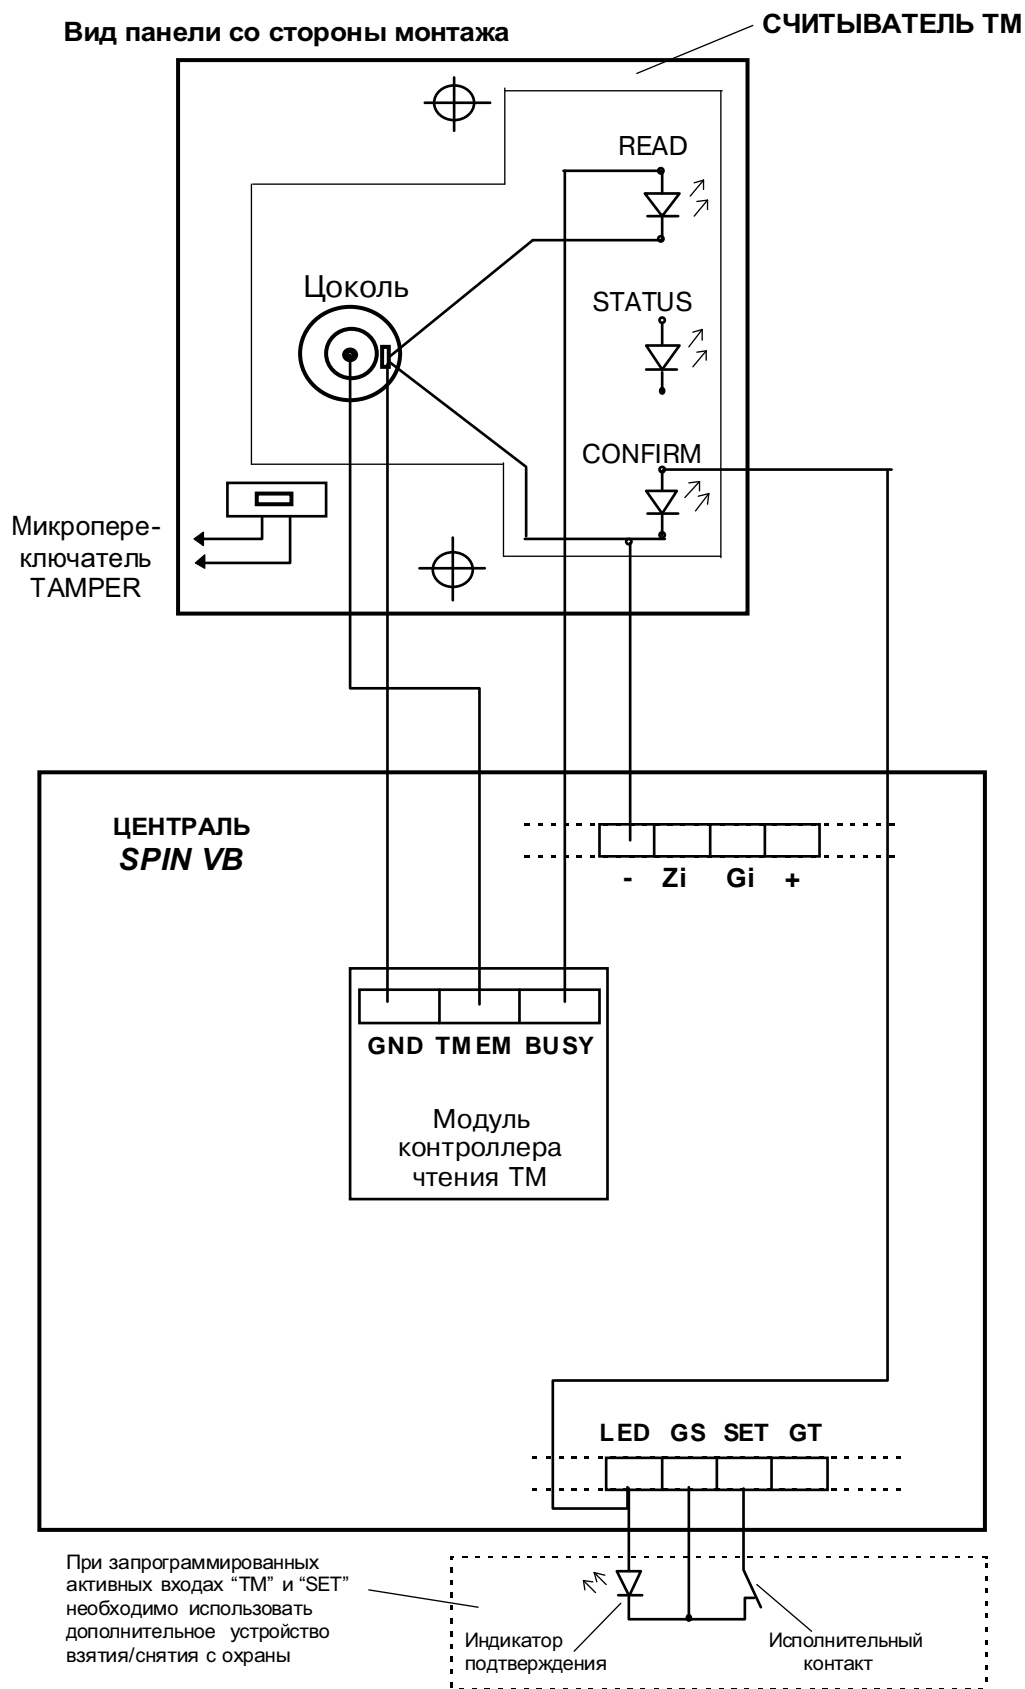 Вид панели со стороны монтажа
СЧИТЫВАТЕЛЬ ТМ
READ
Цоколь
STATUS
CONFIRM
Микропере-
ключатель
TAMPER
ЦЕНТРАЛЬ
SPIN VB
- Zi Gi +
GND TMEM BUSY
Модуль
контроллера
чтения ТМ
LED GS SET GT
При запрограммированных
активных входах “TM” и “SET”
необходимо использовать
дополнительное устройство
взятия/снятия с охраны
Индикатор
подтверждения
Исполнительный
контакт